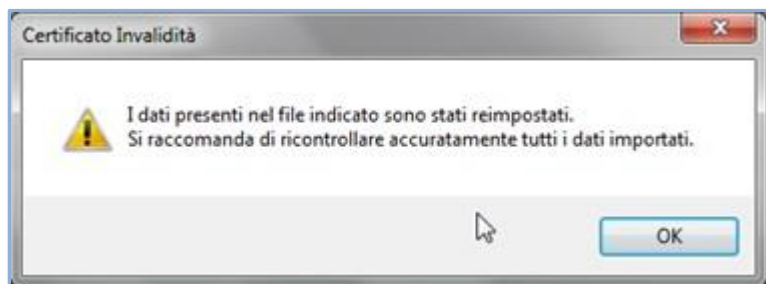 Certificato Invalidità
I dati presenti nel file indicato sono stati reimpostati.
Si raccomanda di ricontrollare accuratamente tutti i dati importati.
OK